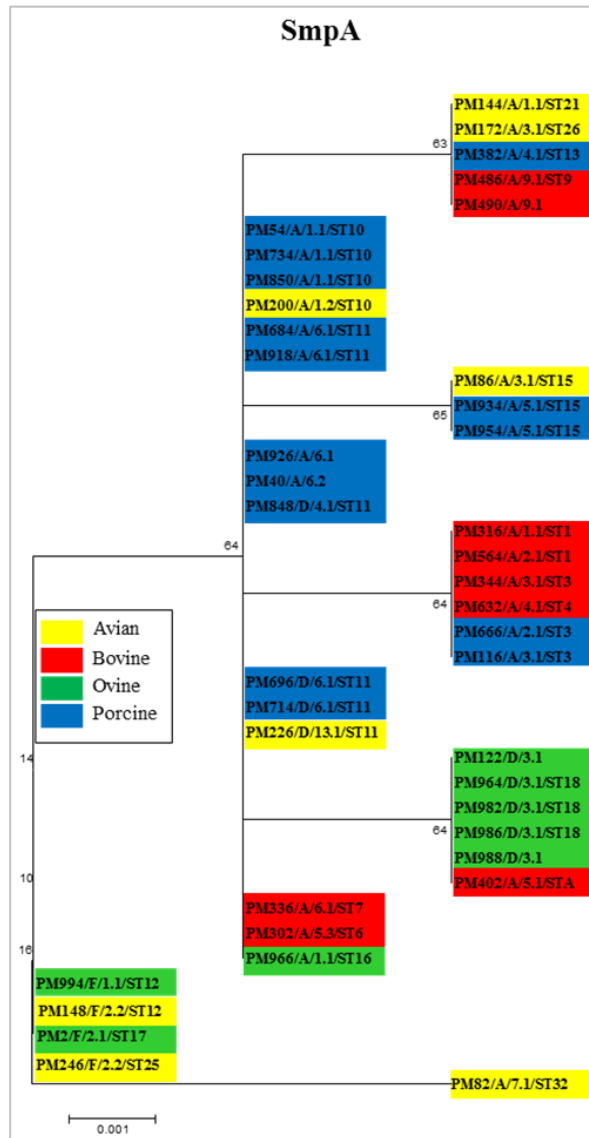 SmpA
PM144/A/1.1/ST21
PM172/A/3.1/ST26
63
PM382/A/4.1/ST13
PM486/A/9.1/ST9
PM490/A/9.1
PM54/A/1.1/ST10
PM734/A/1.1/ST10
PM850/A/1.1/ST10
PM200/A/1.2/ST10
PM684/A/6.1/ST11
PM918/A/6.1/ST11
PM86/A/3.1/ST15
PM934/A/5.1/ST15
65
PM954/A/5.1/ST15
PM926/A/6.1
PM40/A/6.2
PM848/D/4.1/ST11
PM316/A/1.1/ST1
64
PM564/A/2.1/ST1
PM344/A/3.1/ST3
PM632/A/4.1/ST4
64
PM666/A/2.1/ST3
PM116/A/3.1/ST3
Avian
Bovine
Ovine
Porcine
PM696/D/6.1/ST11
PM714/D/6.1/ST11
PM226/D/13.1/ST11
14
PM122/D/3.1
PM964/D/3.1/ST18
PM982/D/3.1/ST18
64
PM986/D/3.1/ST18
PM988/D/3.1
10
PM402/A/5.1/STA
PM336/A/6.1/ST7
PM302/A/5.3/ST6
16
PM966/A/1.1/ST16
PM994/F/1.1/ST12
PM148/F/2.2/ST12
PM2/F/2.1/ST17
PM246/F/2.2/ST25
PM82/A/7.1/ST32
0.001